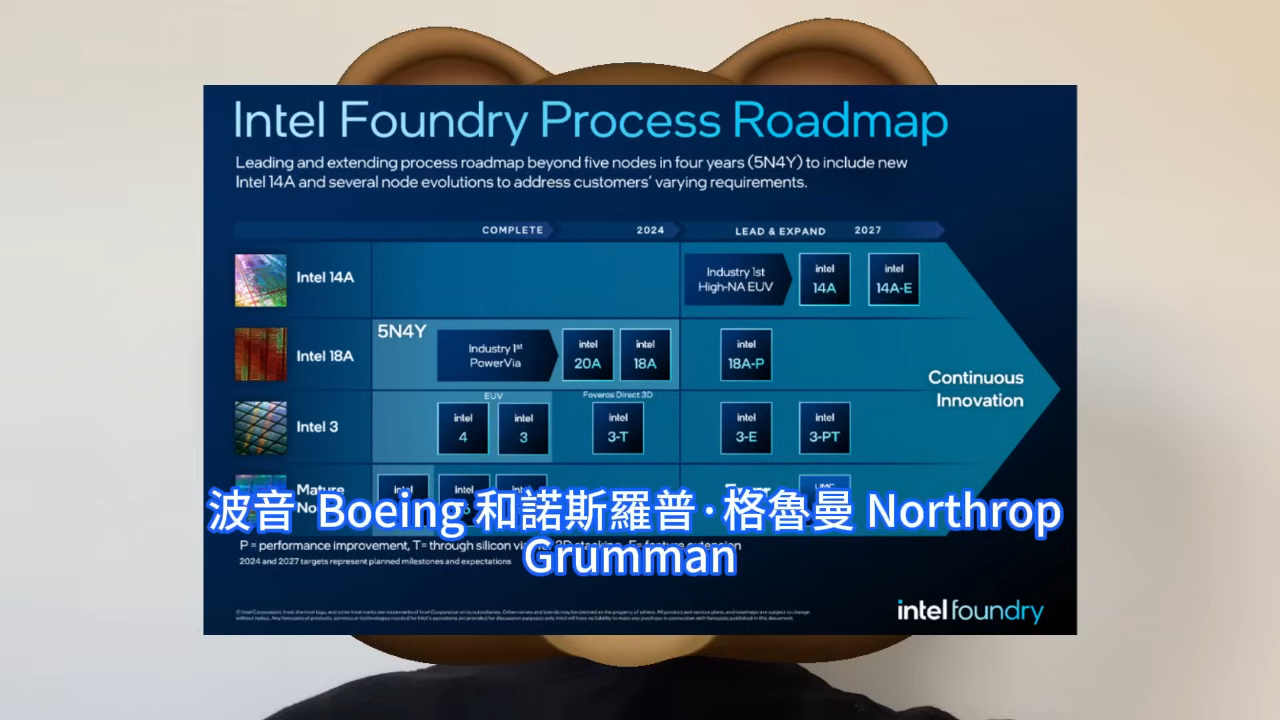 Intel Foundry Process Roadmap
Leading and extending process roadmap beyond five nodes in four years (5N4Y) to include new
Intel 14A and several node evolutions to address customers' varying requirements.
COMPLETE
2024
LEAD & EXPAND
2027
Intel 14A
Industry 1st
High-NA EUV
intel
14A
intel
14A-E
Intel 18A
5N4Y
Industry 1st
PowerVia
intel
20A
intel
18A
intel
18A-P
Continuous
Innovation
Intel 3
EUV
Foveros Direct 3D
intel
4
intel
3
intel
3-T
intel
3-E
intel
3-PT
Mature
波音 Boeing 和諾斯羅普·格魯曼 Northrop
Grumman
P = performance improvement, T= through silicon
2024 and 2027 targets represent planned milestones and expectations
intel foundry